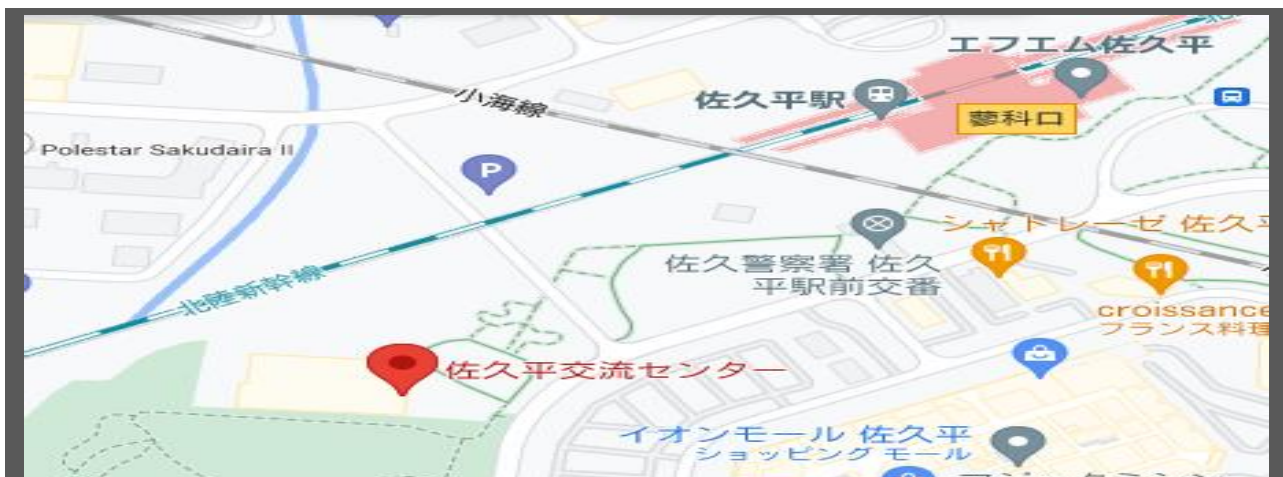 エフエム佐久平
佐久平駅
蓼科口
小海線
Polestar Sakudaira II
P
シャトレーゼ 佐久平
佐久警察署 佐久
平駅前交番
北陸新幹線
croissance
フランス料理
佐久平交流センター
イオンモール 佐久平
ショッピング モール